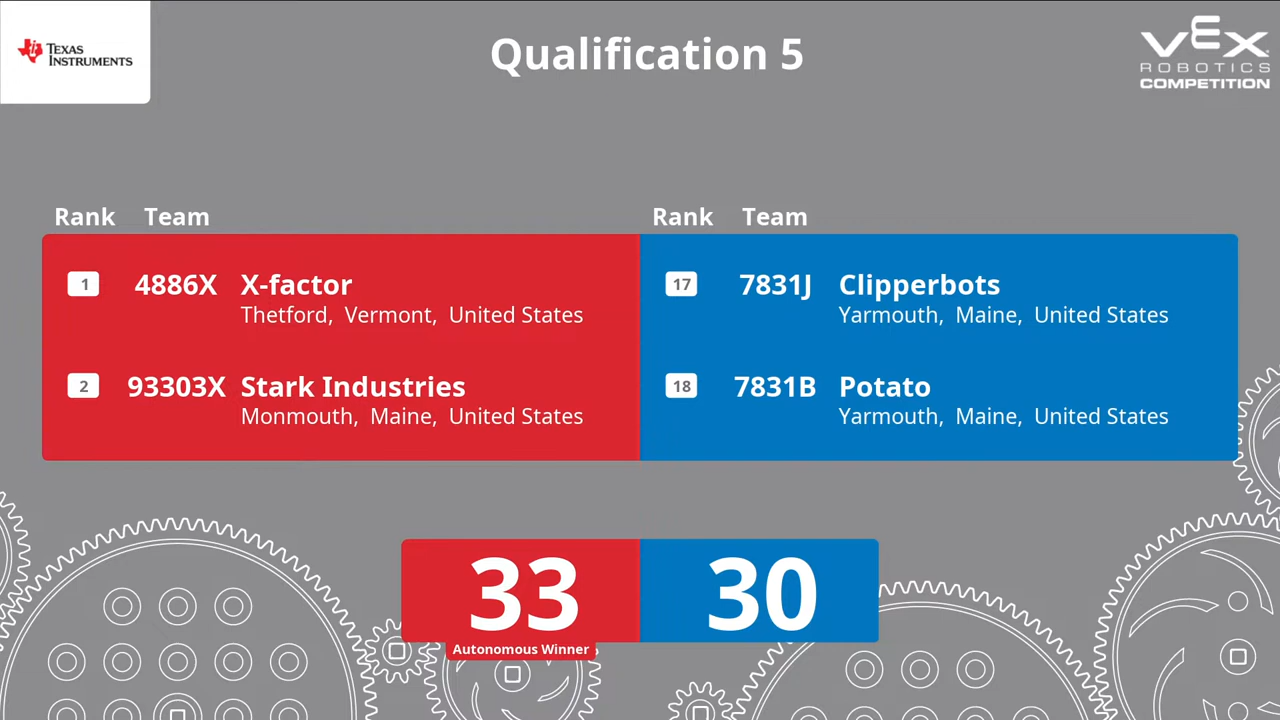 Texas Instruments
Qualification 5
VEX
ROBOTICS
COMPETITION
Rank Team
1 4886X X-factor
Thetford, Vermont, United States
2 93303X Stark Industries
Monmouth, Maine, United States
Rank Team
17 7831J Clipperbots
Yarmouth, Maine, United States
18 7831B Potato
Yarmouth, Maine, United States
33 30
Autonomous Winner